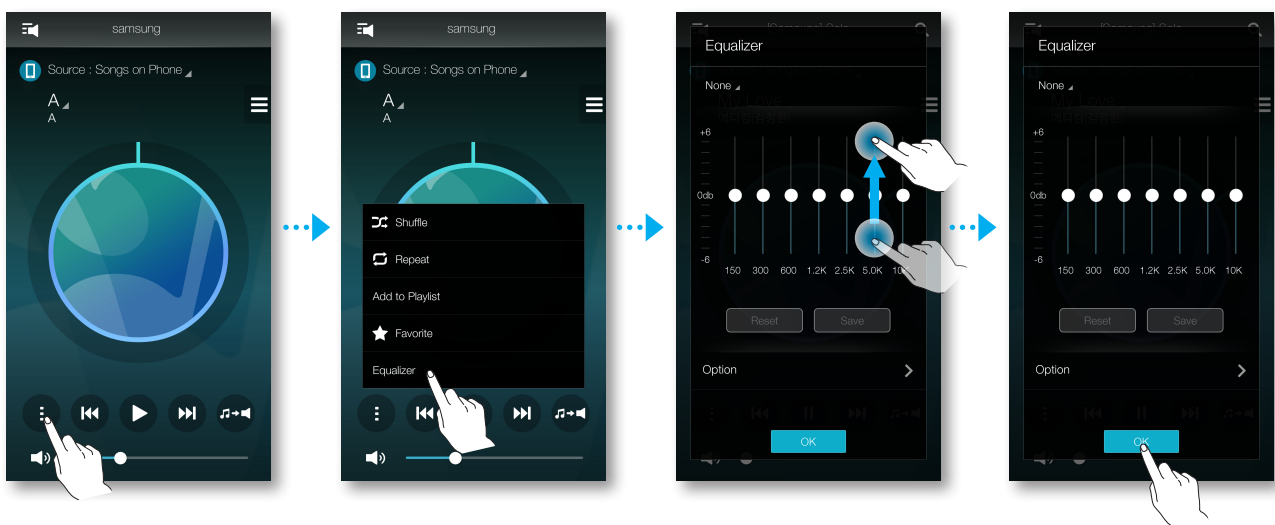 samsung
Source : Songs on Phone
A
A
samsung
Source : Songs on Phone
A
A
Shuffle
Repeat
Add to Playlist
Favorite
Equalizer
Equalizer
None
+6
0db
-6
150 300 600 1.2K 2.5K 5.0K 10K
Reset Save
Option
OK
Equalizer
None
My Love
+6
0db
-6
150 300 600 1.2K 2.5K 5.0K 10K
Reset Save
Option
OK